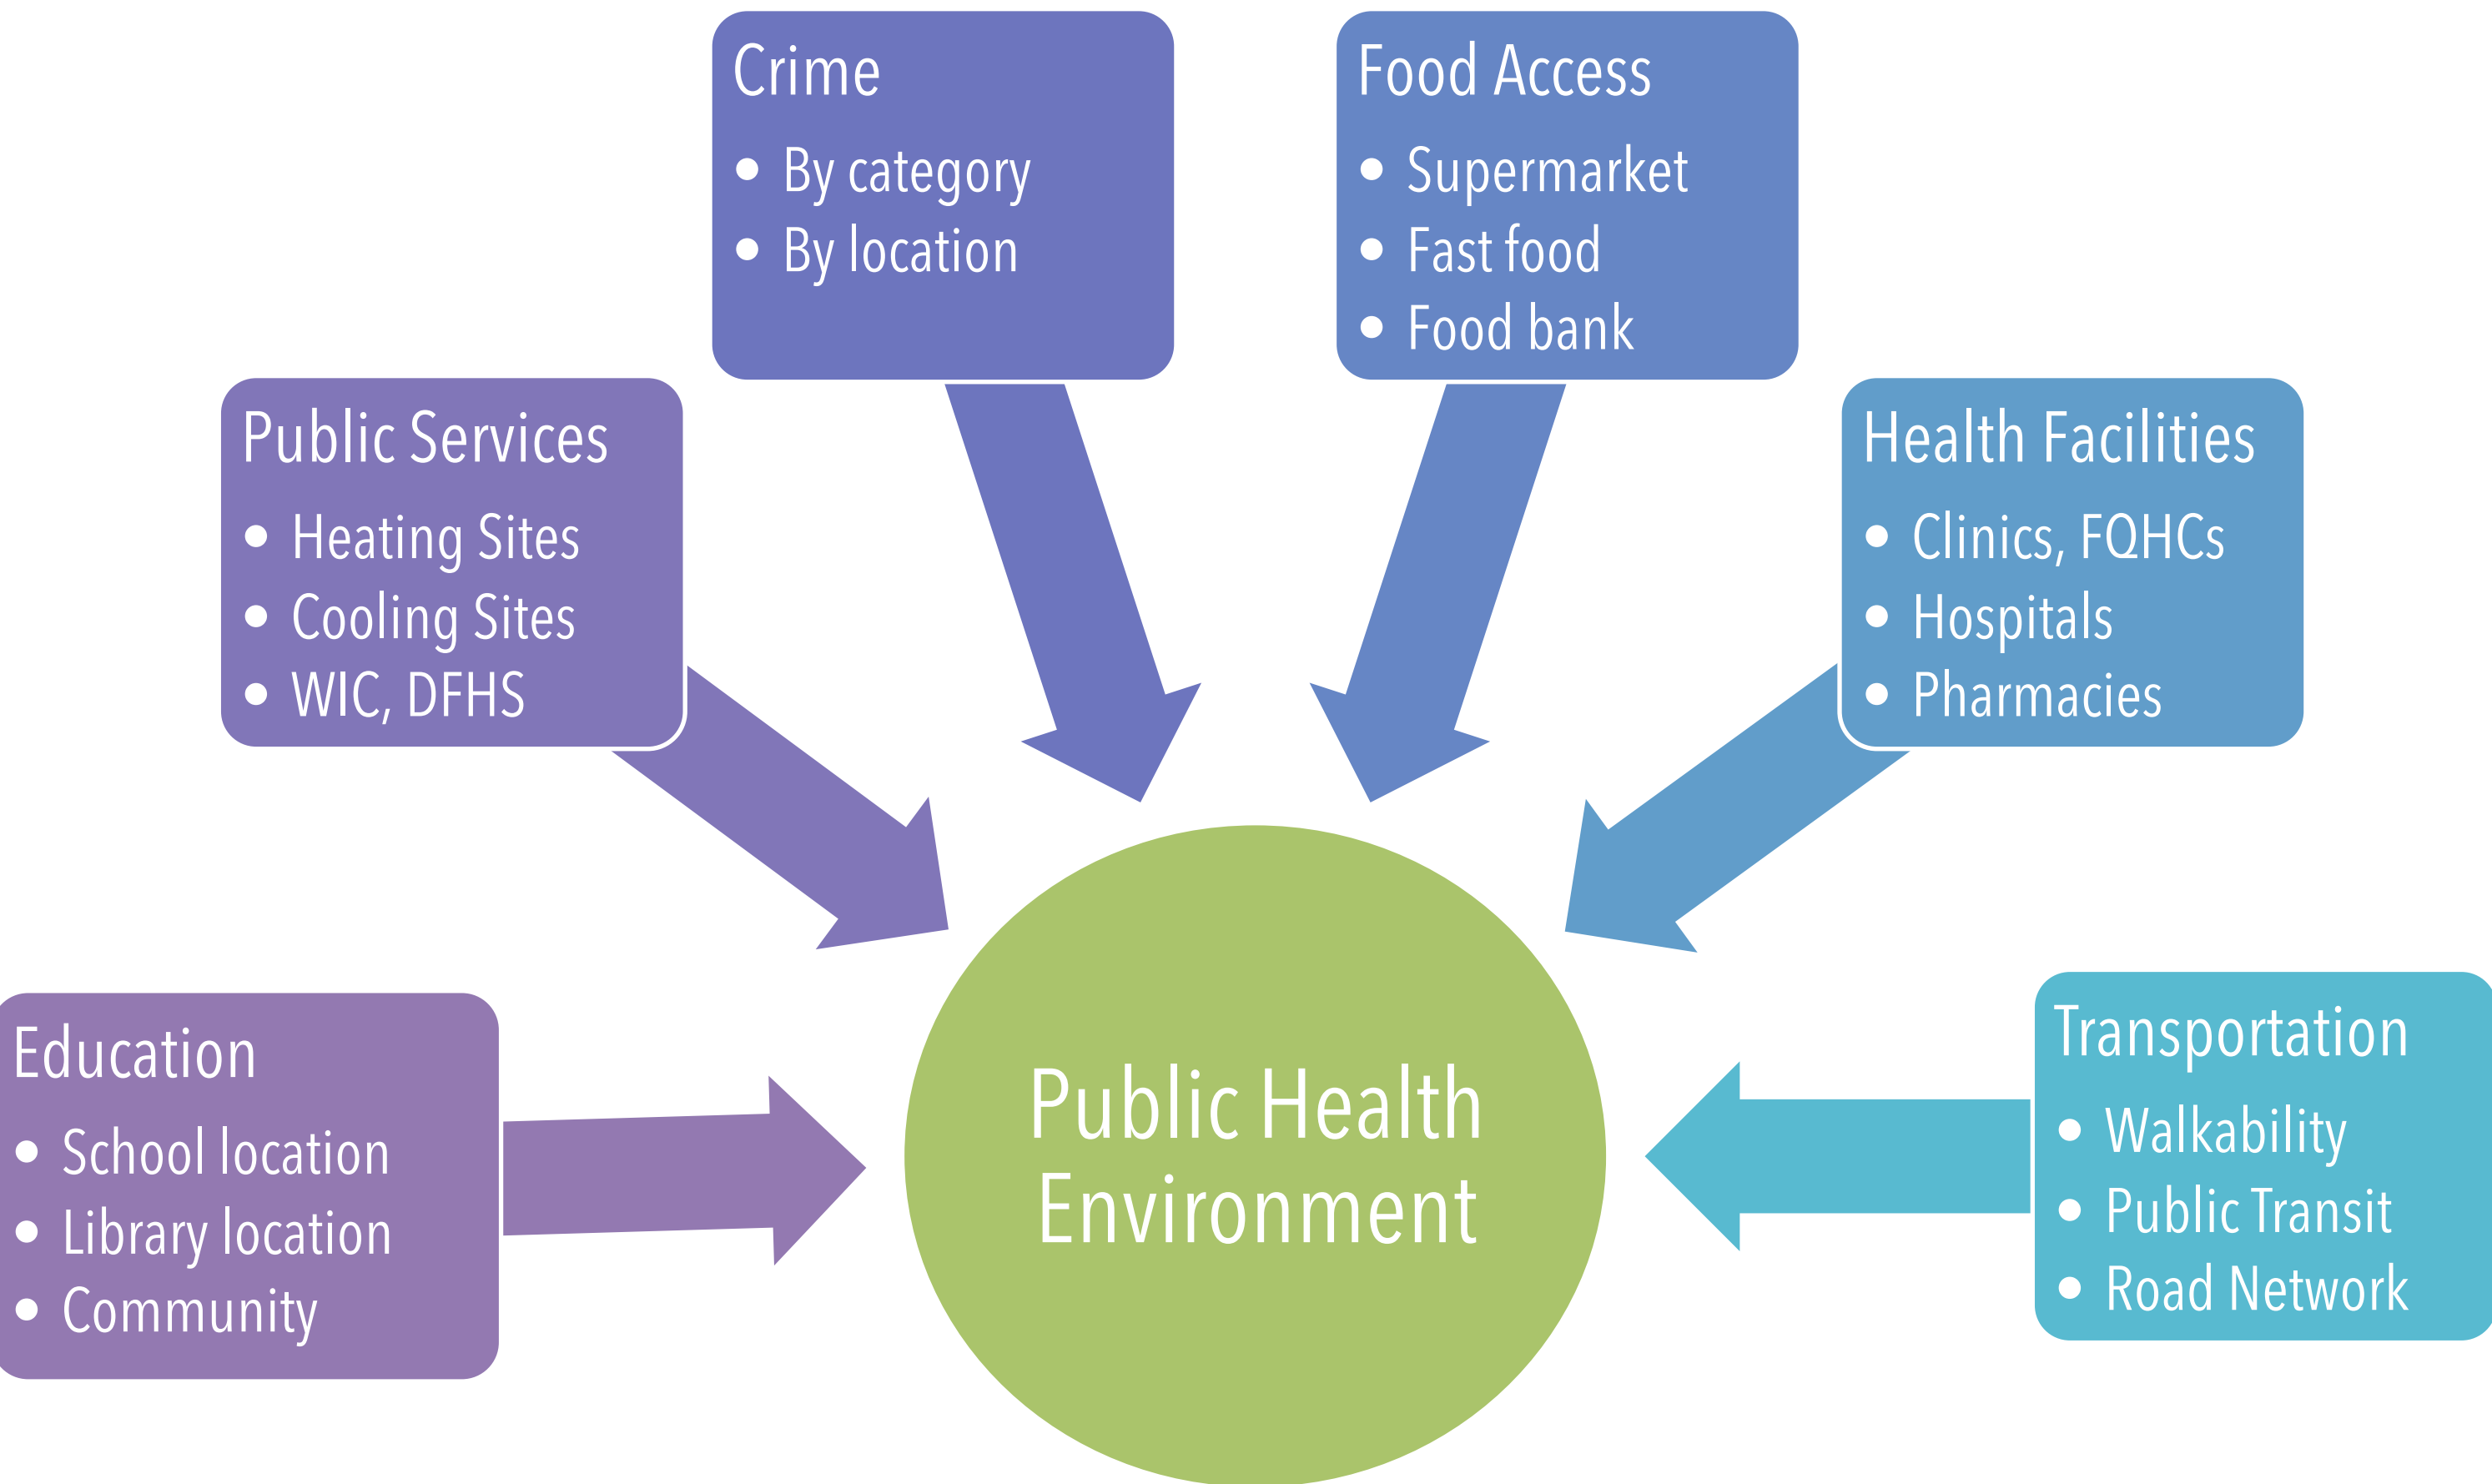 Crime
• By category
• By location
Food Access
• Supermarket
• Fast food
• Food bank
Public Services
• Heating Sites
• Cooling Sites
• WIC, DFHS
Health Facilities
• Clinics, FQHCs
• Hospitals
• Pharmacies
Education
• School location
• Library location
• Community
Public Health
Environment
Transportation
• Walkability
• Public Transit
• Road Network